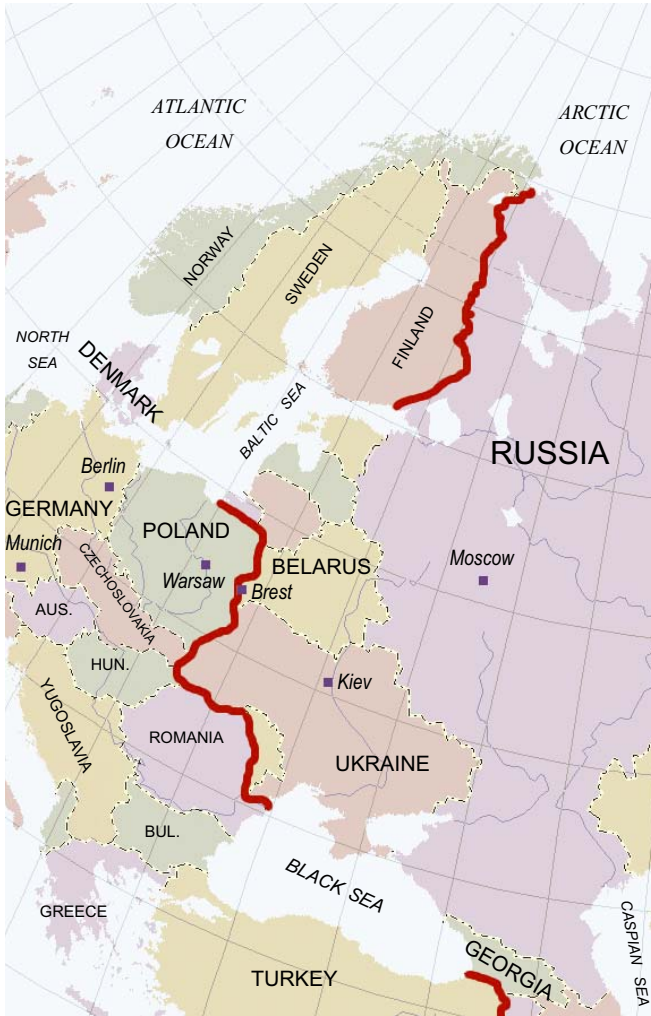 ATLANTIC
OCEAN
ARCTIC
OCEAN
NORWAY
SWEDEN
FINLAND
NORTH
SEA
DENMARK
BALTIC SEA
RUSSIA
Berlin
GERMANY
POLAND
Munich
CZECHOSLOVAKIA
Warsaw
BELARUS
Brest
Moscow
AUS.
HUN.
Kiev
YUGOSLAVIA
ROMANIA
UKRAINE
BUL.
BLACK SEA
GREECE
CASPIAN SEA
GEORGIA
TURKEY